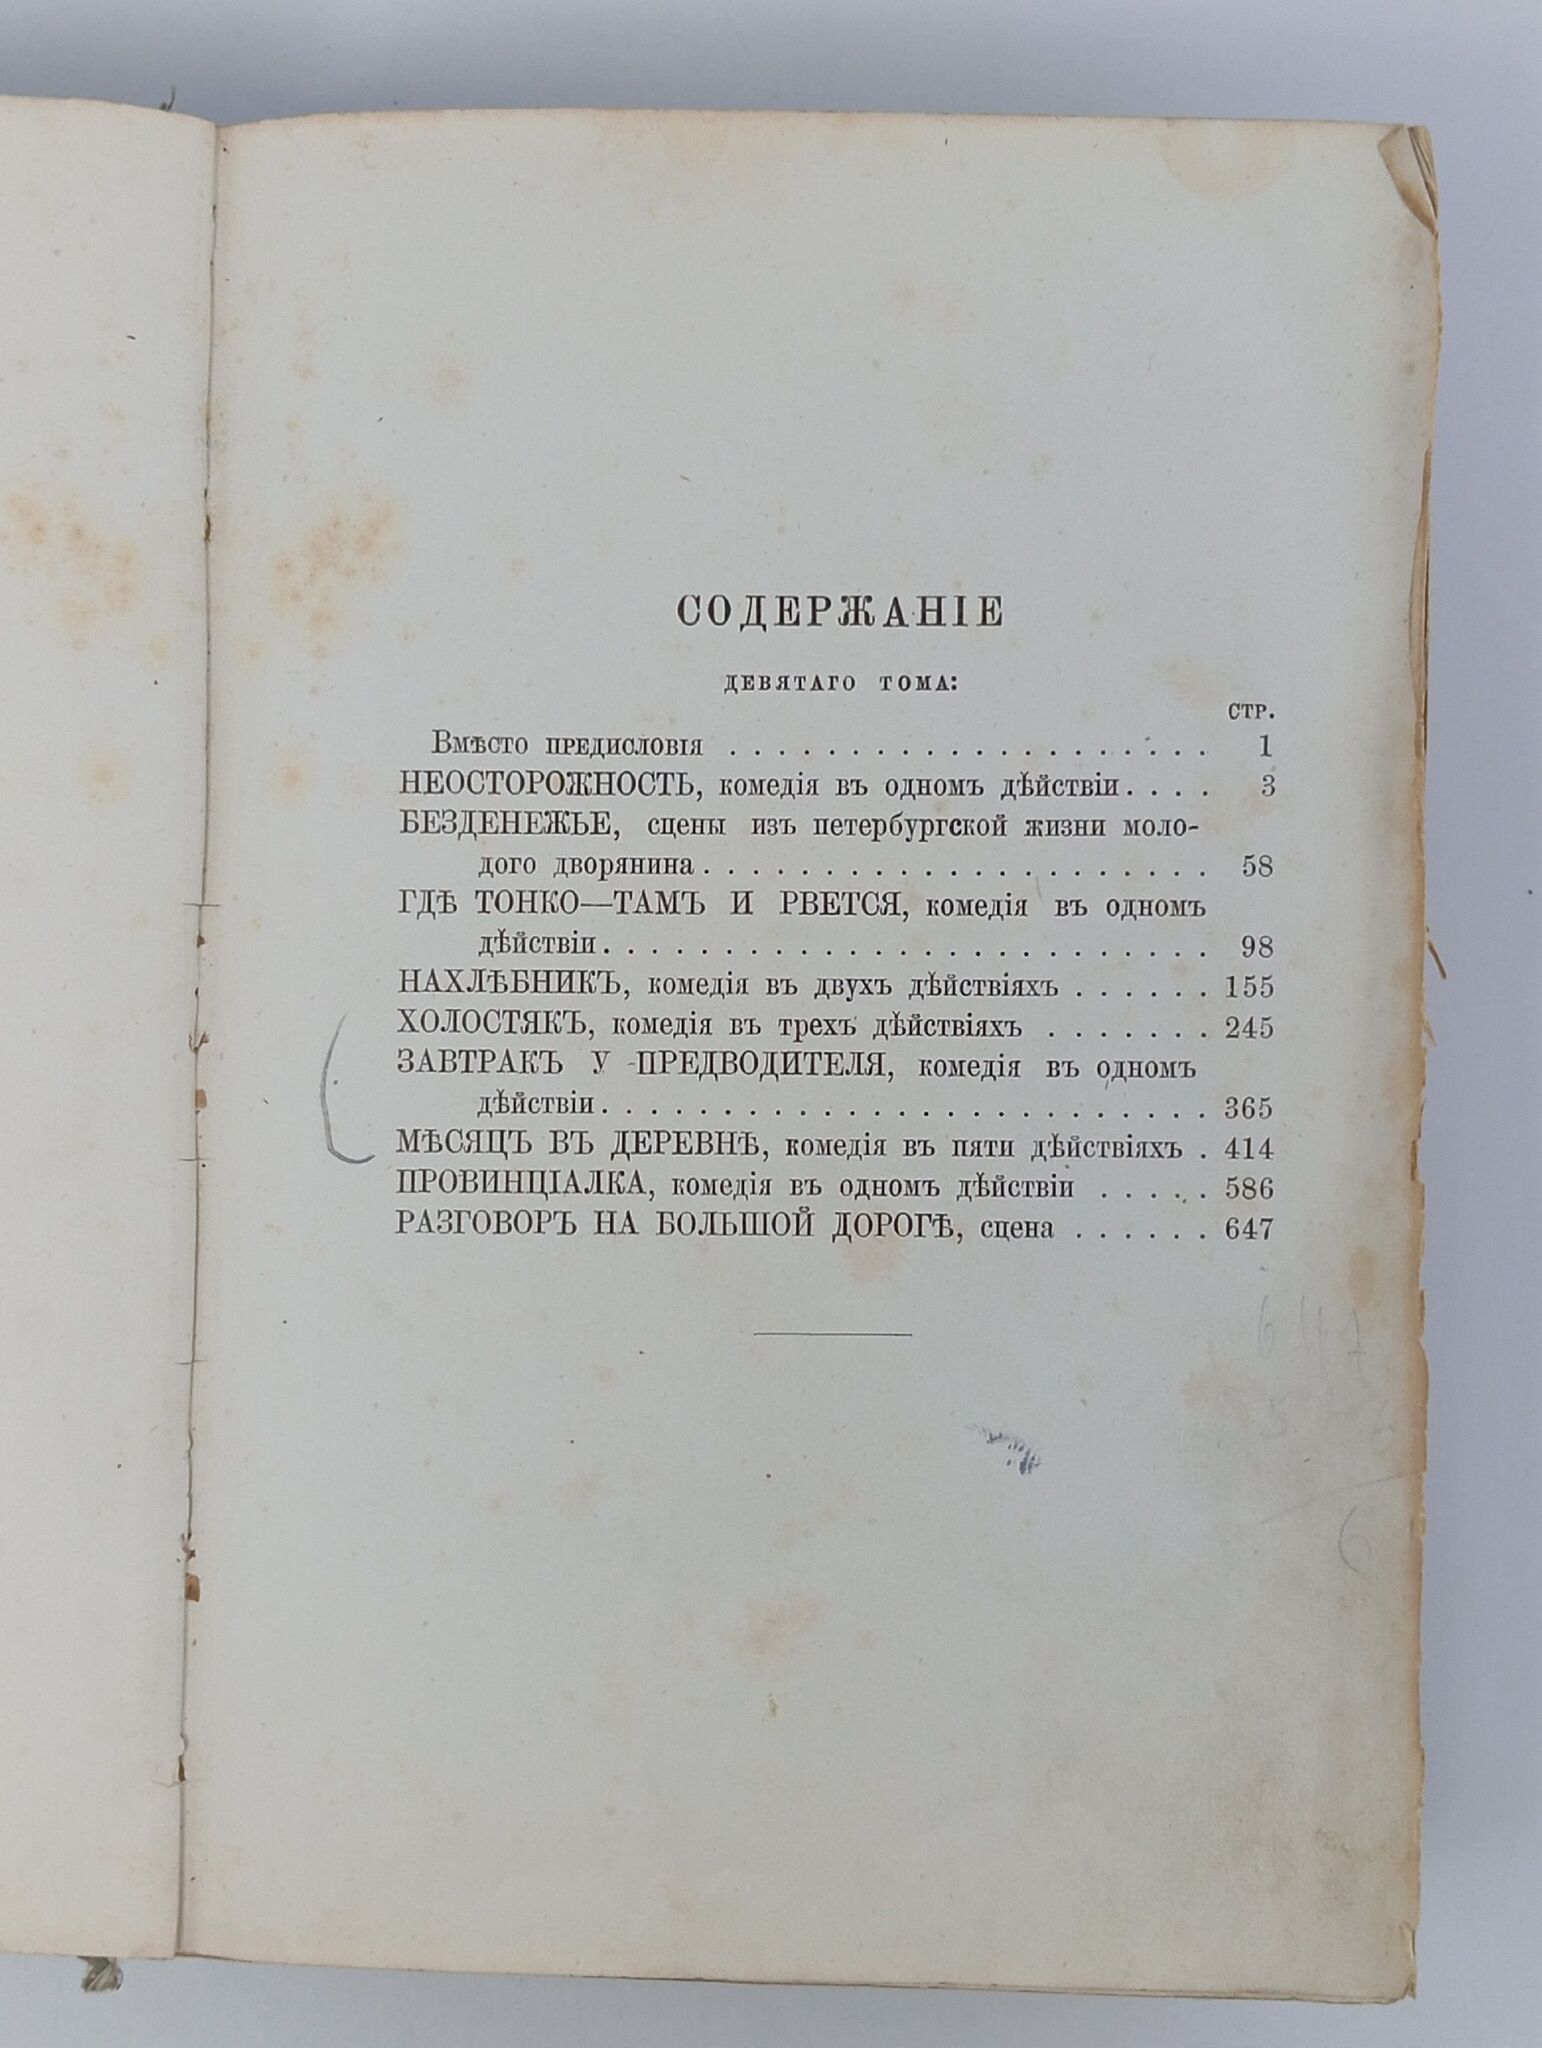 СОДЕРЖАНІЕ
ДЕВЯТАГО ТОМА:
СТР.
Вмѣсто предисловія . . . . . . . . . . . . . . . . . . . . . 1
НЕОСТОРОЖНОСТЬ, комедія въ одномъ дѣйствіи. . . . 3
БЕЗДЕНЕЖЬЕ, сцены изъ петербургской жизни моло-
дого дворянина. . . . . . . . . . . . . . . . . . . . . . . 58
ГДѢ ТОНКО—ТАМЪ И РВЕТСЯ, комедія въ одномъ
дѣйствіи. . . . . . . . . . . . . . . . . . . . . . . . . . . 98
НАХЛѢБНИКЪ, комедія въ двухъ дѣйствіяхъ . . . . . . 155
ХОЛОСТЯКЪ, комедія въ трехъ дѣйствіяхъ . . . . . . . 245
ЗАВТРАКЪ У ПРЕДВОДИТЕЛЯ, комедія въ одномъ
дѣйствіи. . . . . . . . . . . . . . . . . . . . . . . . . . . 365
МѢСЯЦЪ ВЪ ДЕРЕВНѢ, комедія въ пяти дѣйствіяхъ . 414
ПРОВИНЦІАЛКА, комедія въ одномъ дѣйствіи . . . . . 586
РАЗГОВОРЪ НА БОЛЬШОЙ ДОРОГѢ, сцена . . . . . . 647
647